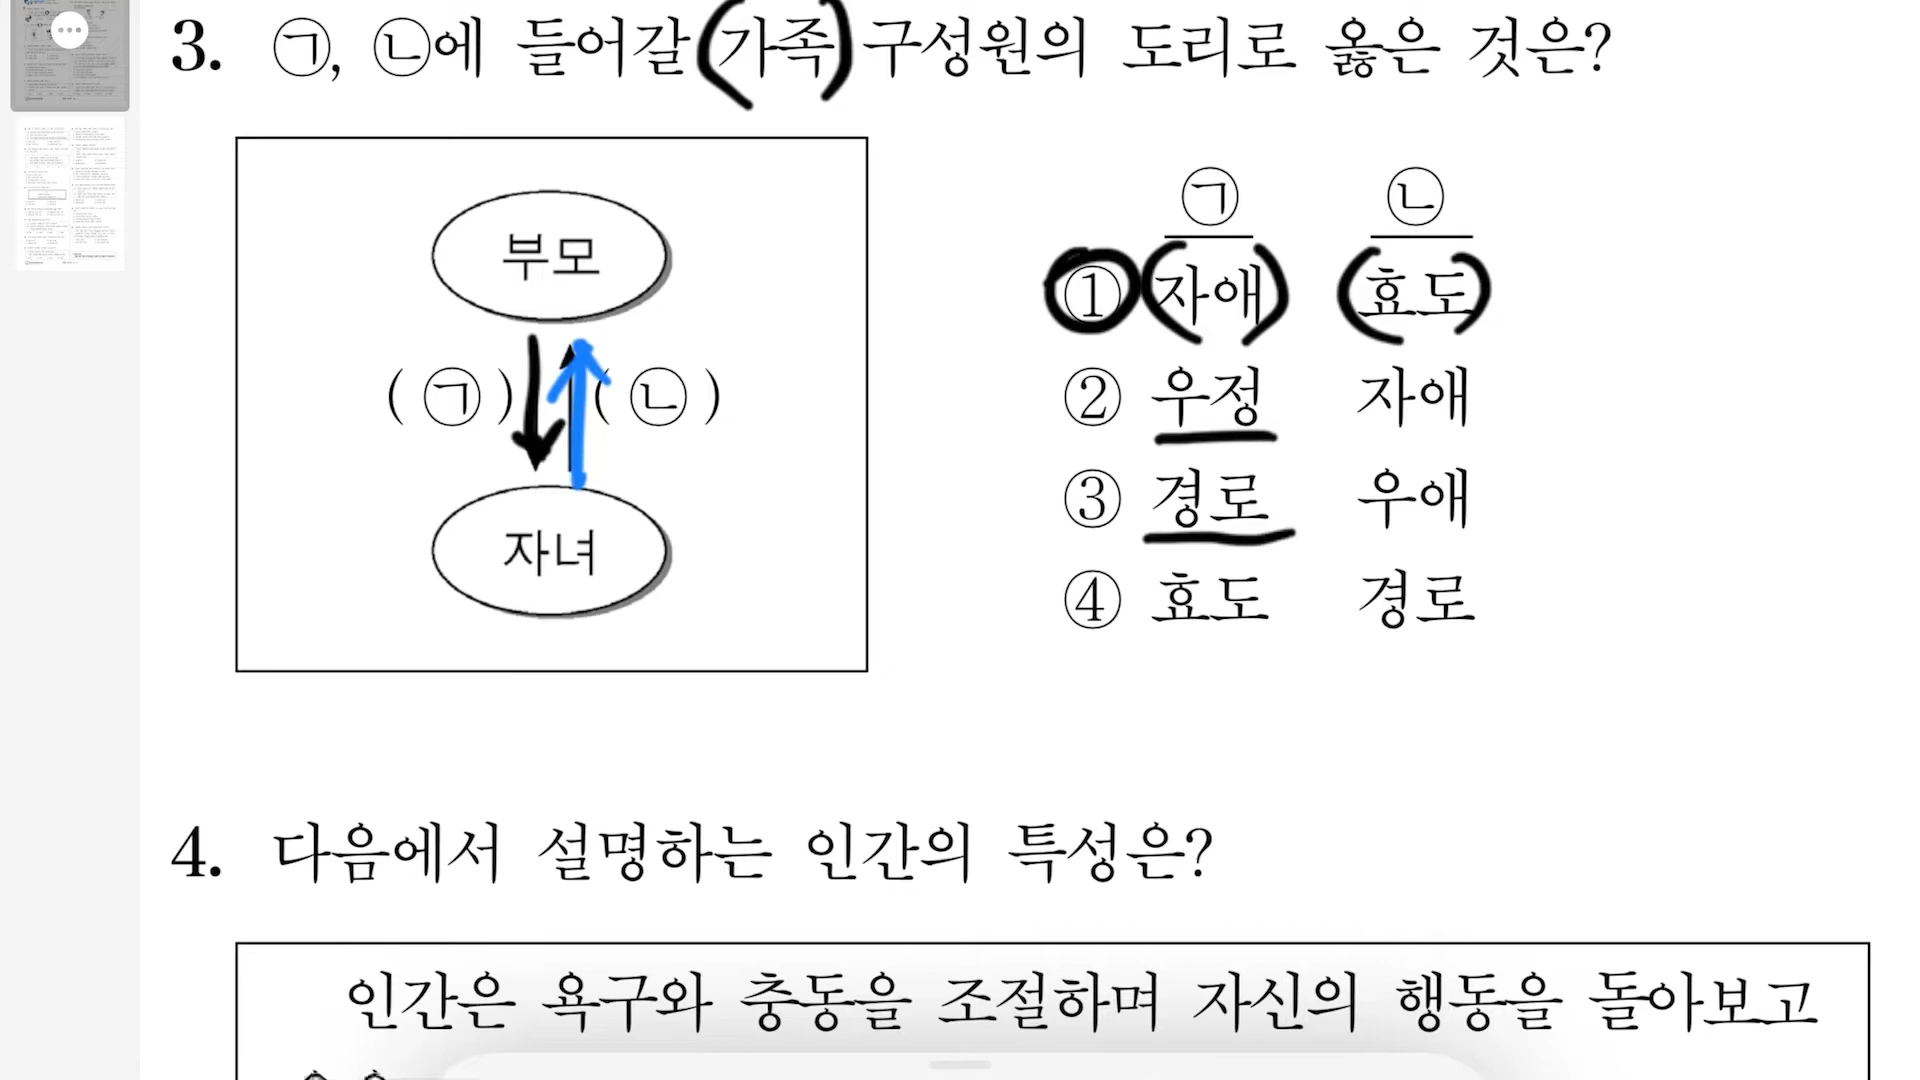 3. ㉠, ㉡에 들어갈 (가족) 구성원의 도리로 옳은 것은?
부모
( ㉠ ) ( ㉡ )
자녀
㉠ ㉡
① (자애) (효도)
② 우정 자애
③ 경로 우애
④ 효도 경로
4. 다음에서 설명하는 인간의 특성은?
인간은 욕구와 충동을 조절하며 자신의 행동을 돌아보고